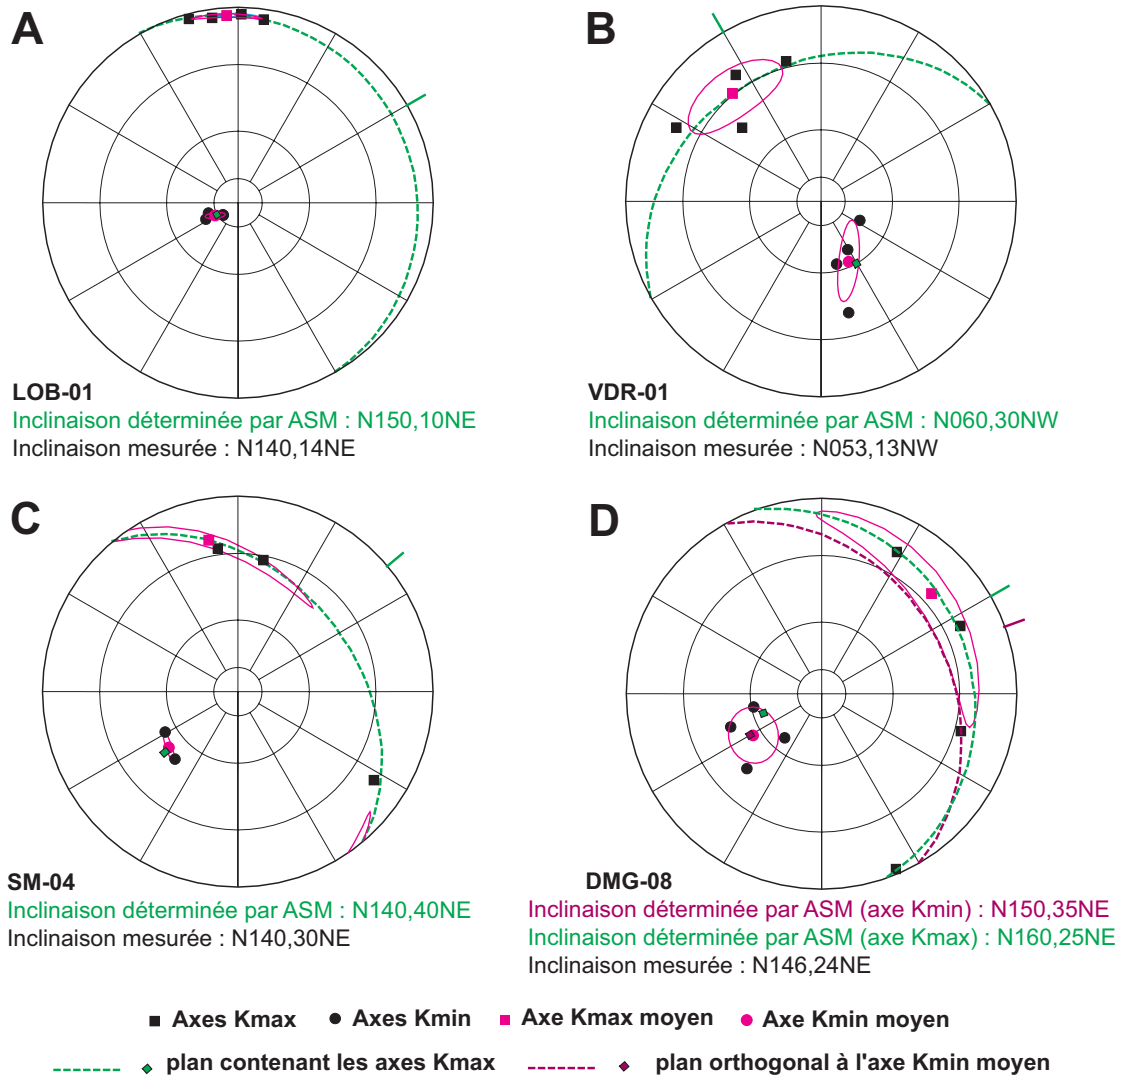 A
B
LOB-01
Inclinaison déterminée par ASM : N150,10NE
Inclinaison mesurée : N140,14NE
VDR-01
Inclinaison déterminée par ASM : N060,30NW
Inclinaison mesurée : N053,13NW
C
D
SM-04
Inclinaison déterminée par ASM : N140,40NE
Inclinaison mesurée : N140,30NE
DMG-08
Inclinaison déterminée par ASM (axe Kmin) : N150,35NE
Inclinaison déterminée par ASM (axe Kmax) : N160,25NE
Inclinaison mesurée : N146,24NE
Axes Kmax Axes Kmin Axe Kmax moyen Axe Kmin moyen
plan contenant les axes Kmax plan orthogonal à l'axe Kmin moyen